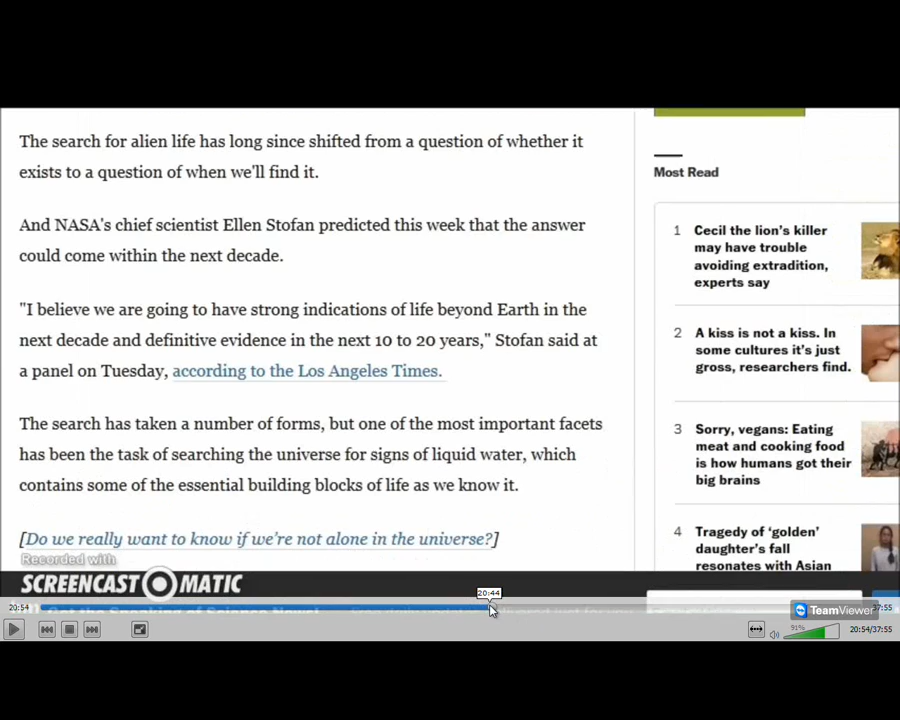 The search for alien life has long since shifted from a question of whether it
exists to a question of when we'll find it.
And NASA's chief scientist Ellen Stofan predicted this week that the answer
could come within the next decade.
"I believe we are going to have strong indications of life beyond Earth in the
next decade and definitive evidence in the next 10 to 20 years," Stofan said at
a panel on Tuesday, according to the Los Angeles Times.
The search has taken a number of forms, but one of the most important facets
has been the task of searching the universe for signs of liquid water, which
contains some of the essential building blocks of life as we know it.
[Do we really want to know if we're not alone in the universe?]
Most Read
1 Cecil the lion's killer
may have trouble
avoiding extradition,
experts say
2 A kiss is not a kiss. In
some cultures it's just
gross, researchers find.
3 Sorry, vegans: Eating
meat and cooking food
is how humans got their
big brains
4 Tragedy of 'golden'
daughter's fall
resonates with Asian
Recorded with
SCREENCAST MATIC
20:44
20:54
TeamViewer
37:55
91%
20:54/37:55